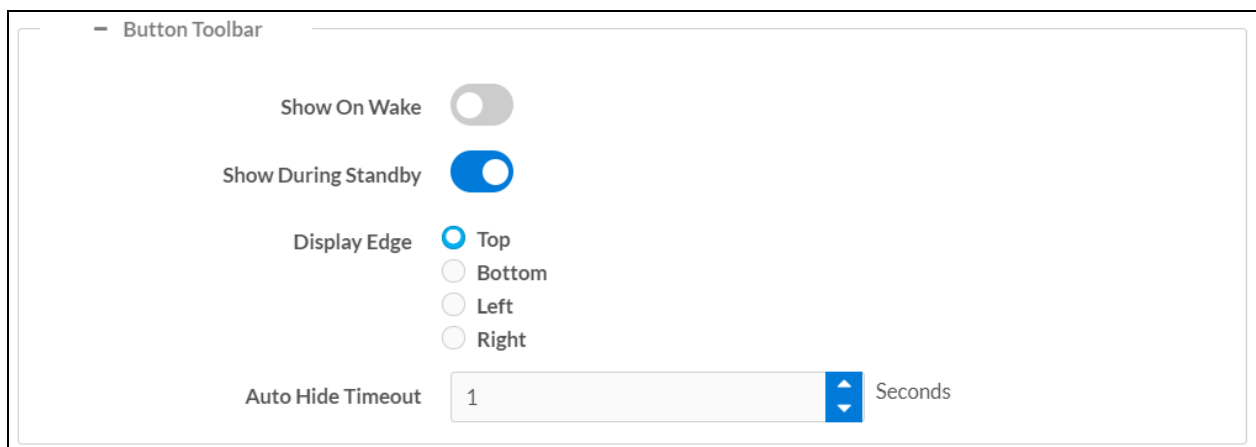 Button Toolbar
Show On Wake
Show During Standby
Display Edge Top
Bottom
Left
Right
Auto Hide Timeout 1 Seconds